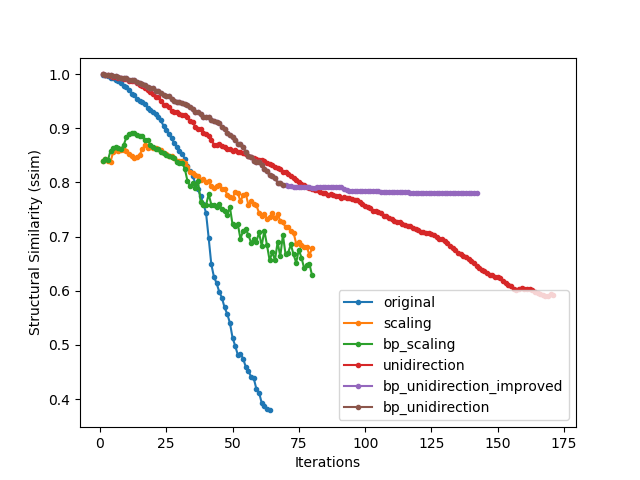 1.0
0.9
0.8
0.7
0.6
0.5
0.4
Structural Similarity (ssim)
0 25 50 75 100 125 150 175
Iterations
original
scaling
bp_scaling
unidirection
bp_unidirection_improved
bp_unidirection